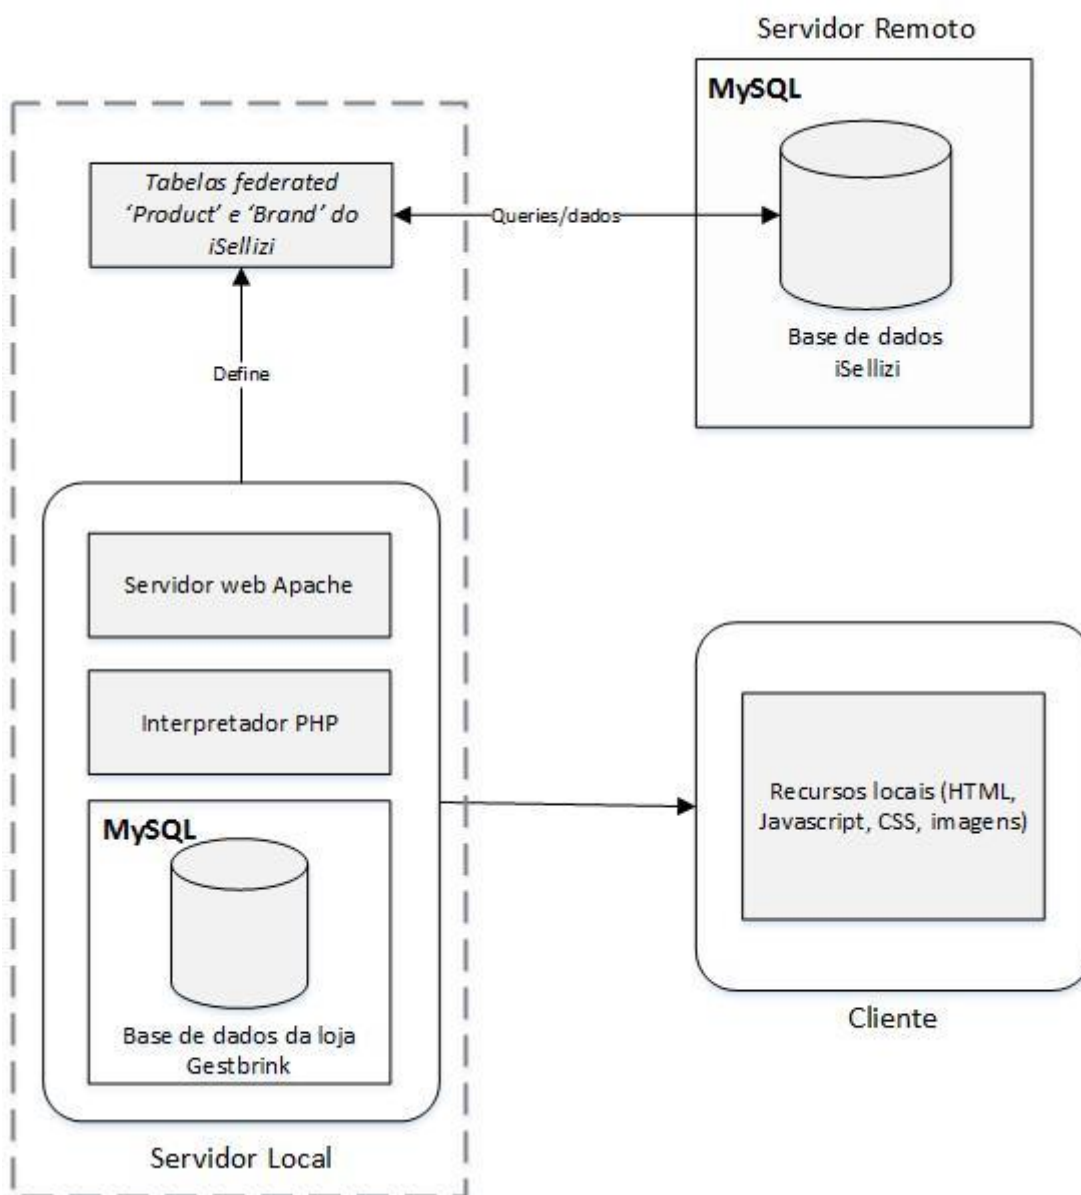 Servidor Remoto
MySQL
Tabelas federated
‘Product’ e ‘Brand’ do
iSellizi
Queries/dados
Base de dados
iSellizi
Define
Servidor web Apache
Interpretador PHP
MySQL
Base de dados da loja
Gestbrink
Servidor Local
Recursos locais (HTML,
Javascript, CSS, imagens)
Cliente